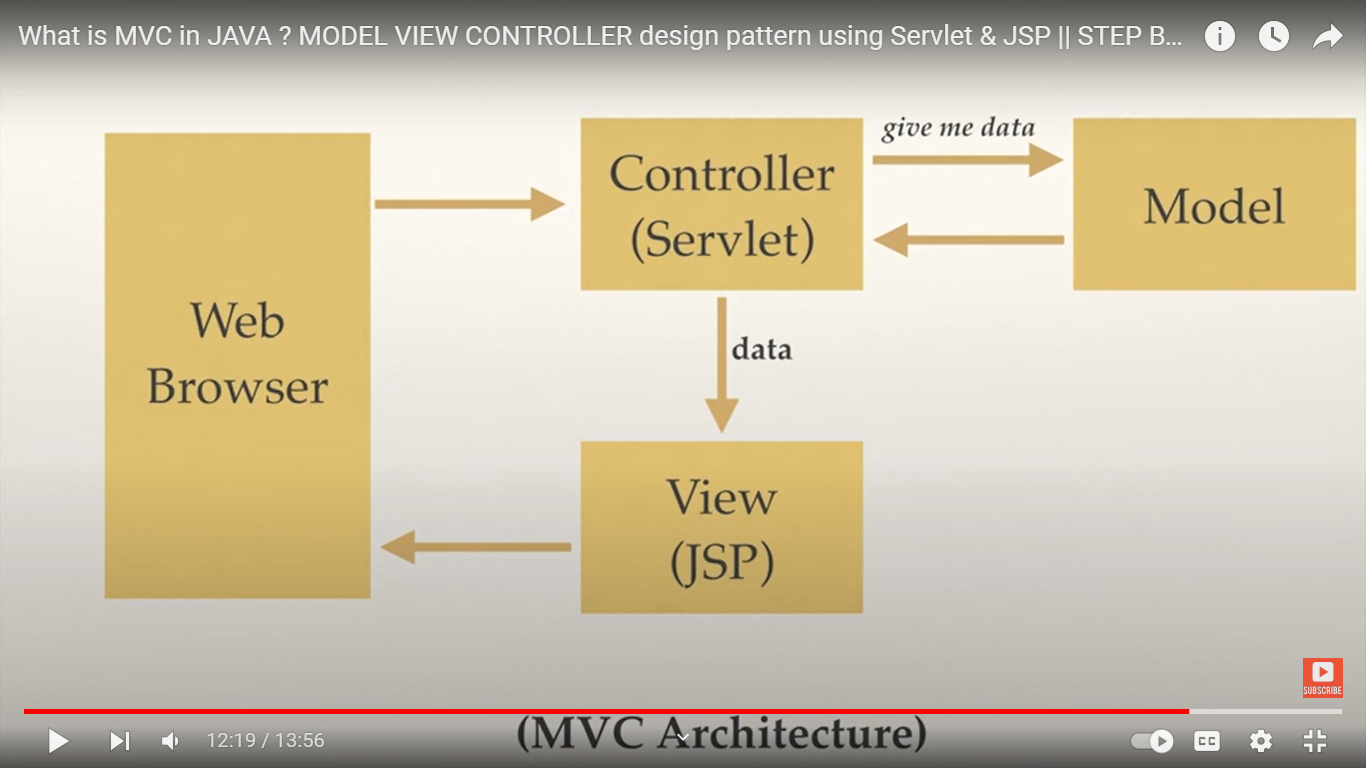 What is MVC in JAVA ? MODEL VIEW CONTROLLER design pattern using Servlet & JSP || STEP B...
give me data
Controller
(Servlet)
Model
Web
Browser
data
View
(JSP)
SUBSCRIBE
12:19 / 13:56
CC
(MVC Architecture)